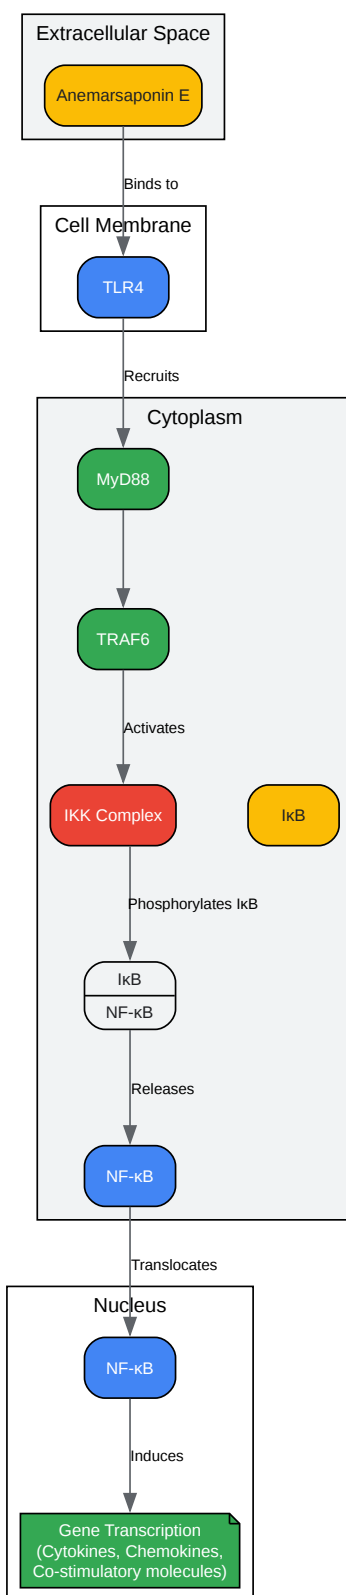 Extracellular Space
Anemarsaponin E
Binds to
Cell Membrane
TLR4
Recruits
Cytoplasm
MyD88
TRAF6
Activates
IKK Complex
IκB
Phosphorylates IκB
IκB
NF-κB
Releases
NF-κB
Translocates
Nucleus
NF-κB
Induces
Gene Transcription
(Cytokines, Chemokines,
Co-stimulatory molecules)